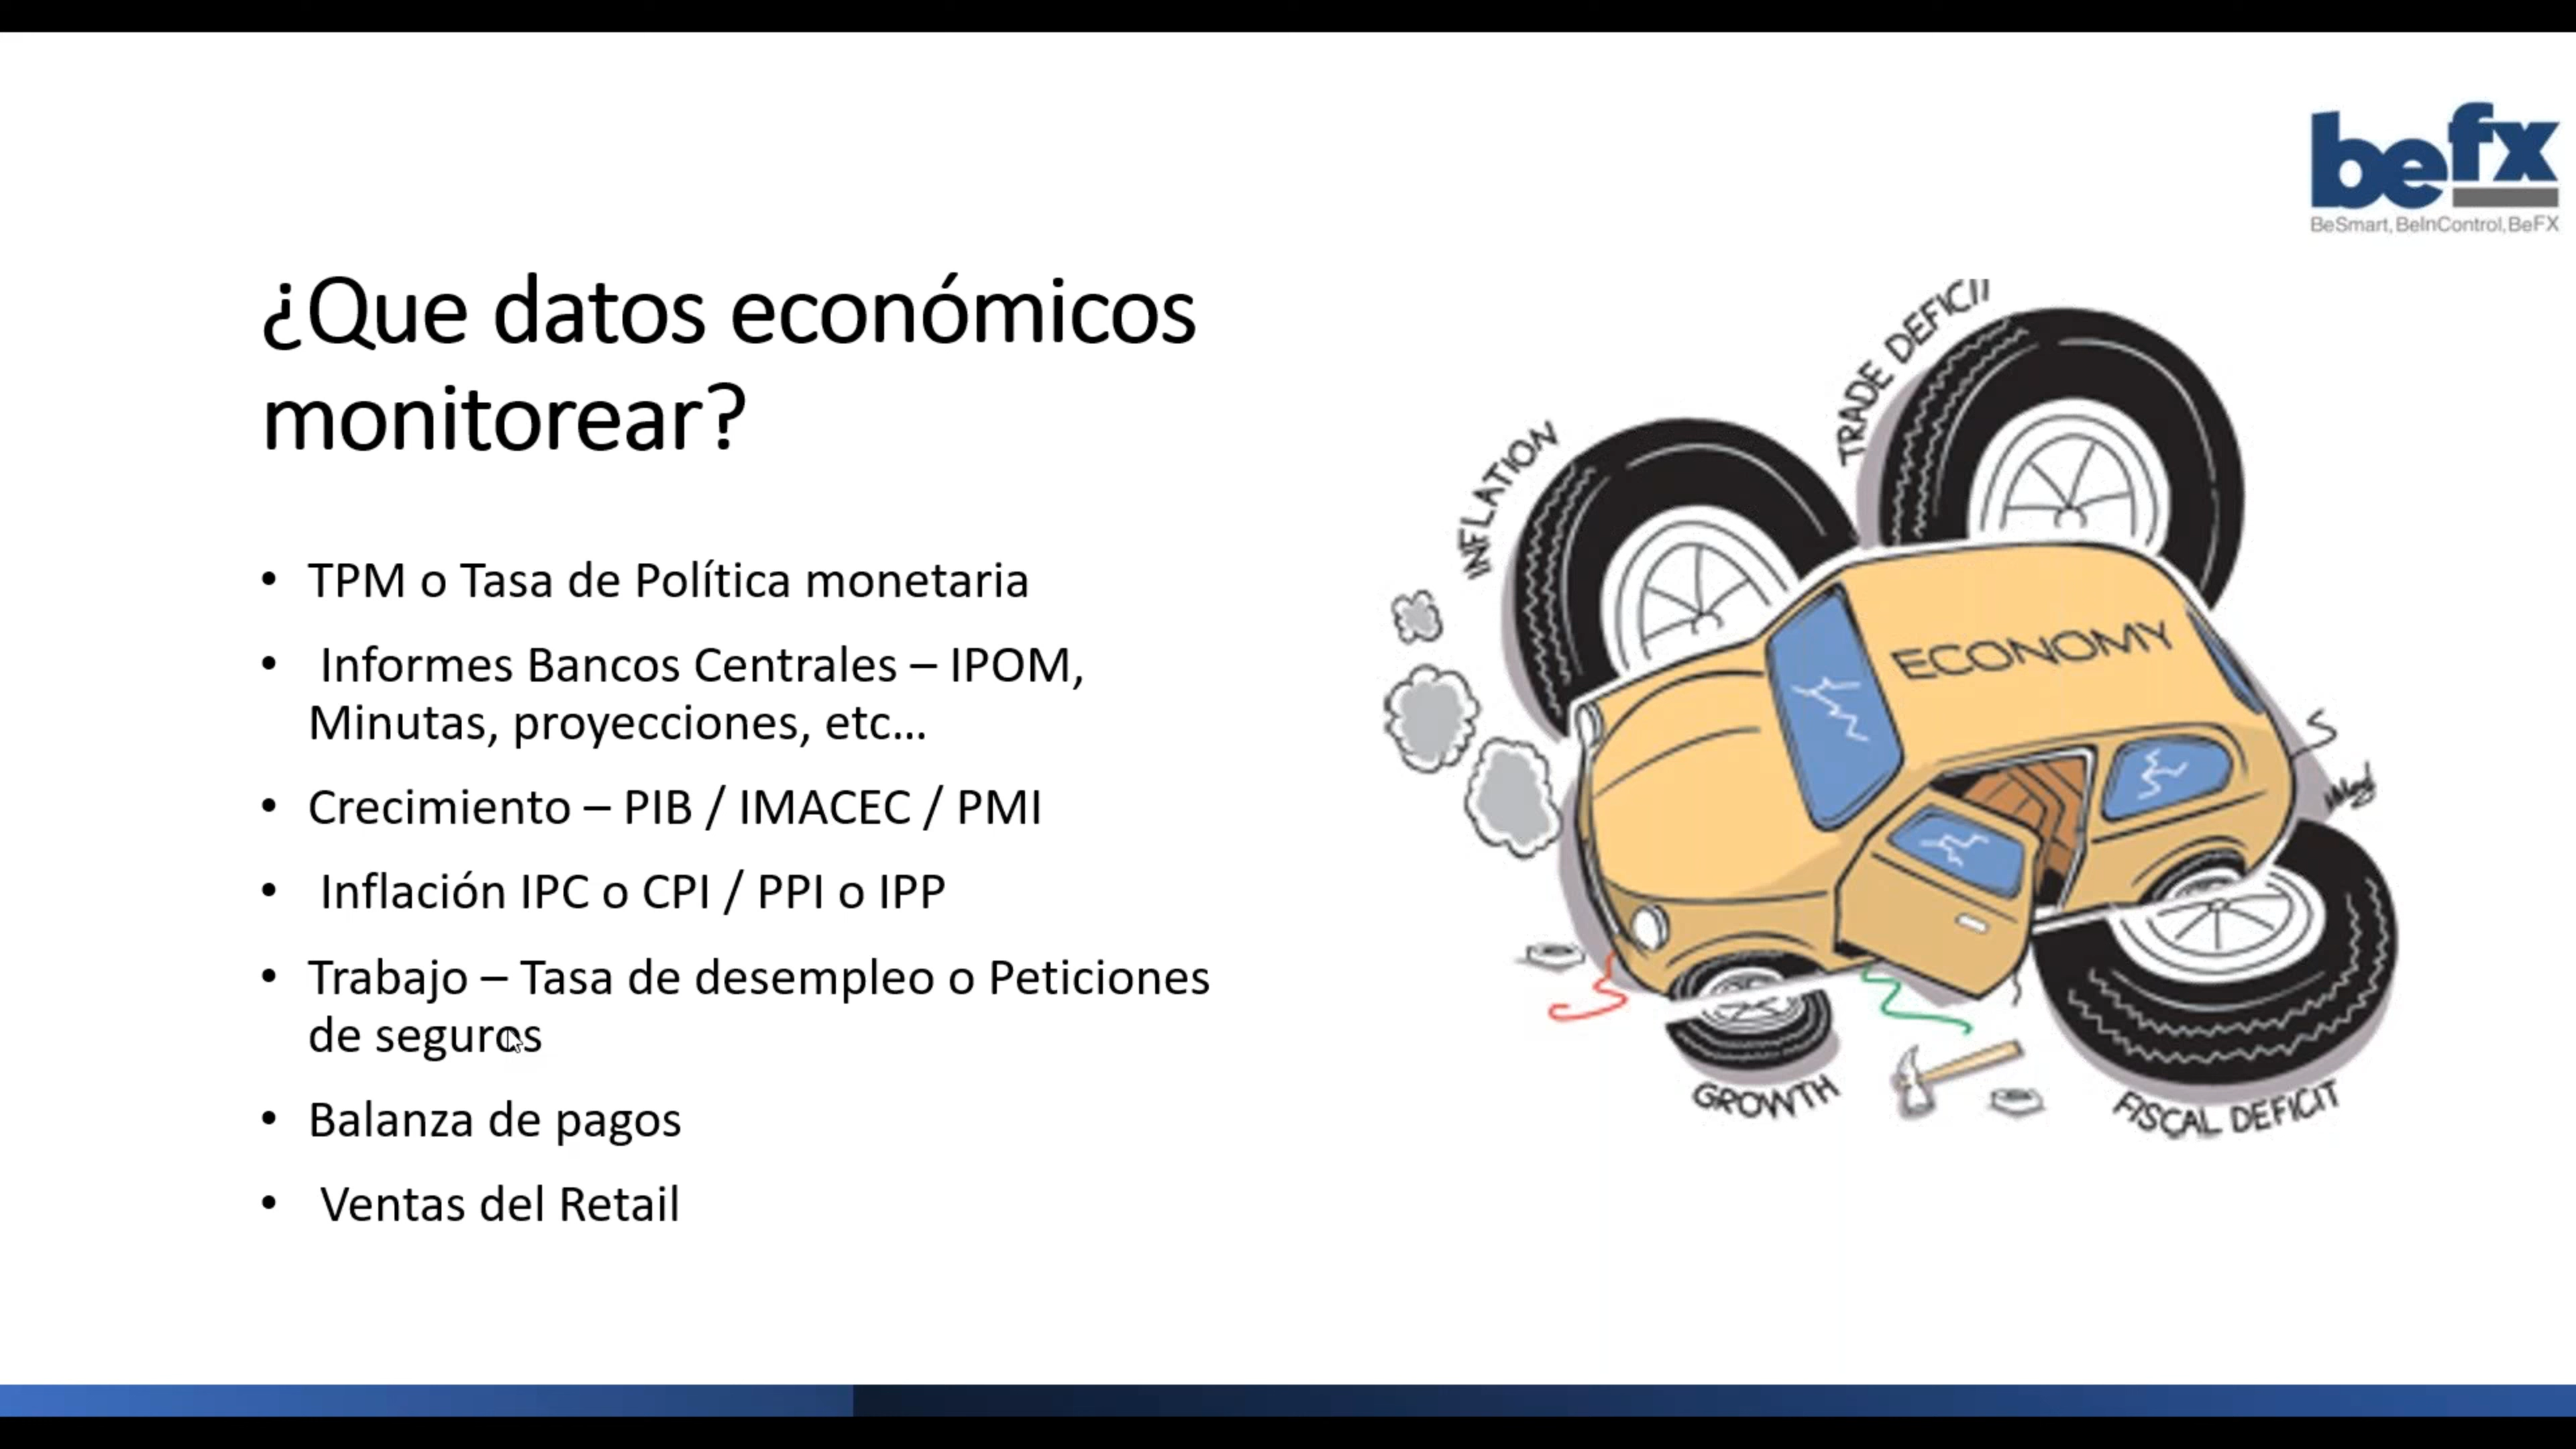 befx
BeSmart, BeInControl, BeFX
¿Que datos económicos
monitorear?
• TPM o Tasa de Política monetaria
• Informes Bancos Centrales – IPOM,
Minutas, proyecciones, etc...
• Crecimiento – PIB / IMACEC / PMI
• Inflación IPC o CPI / PPI o IPP
• Trabajo – Tasa de desempleo o Peticiones
de seguros
• Balanza de pagos
• Ventas del Retail
TRADE DEFICIT
INFLATION
ECONOMY
GROWTH
FISCAL DEFICIT